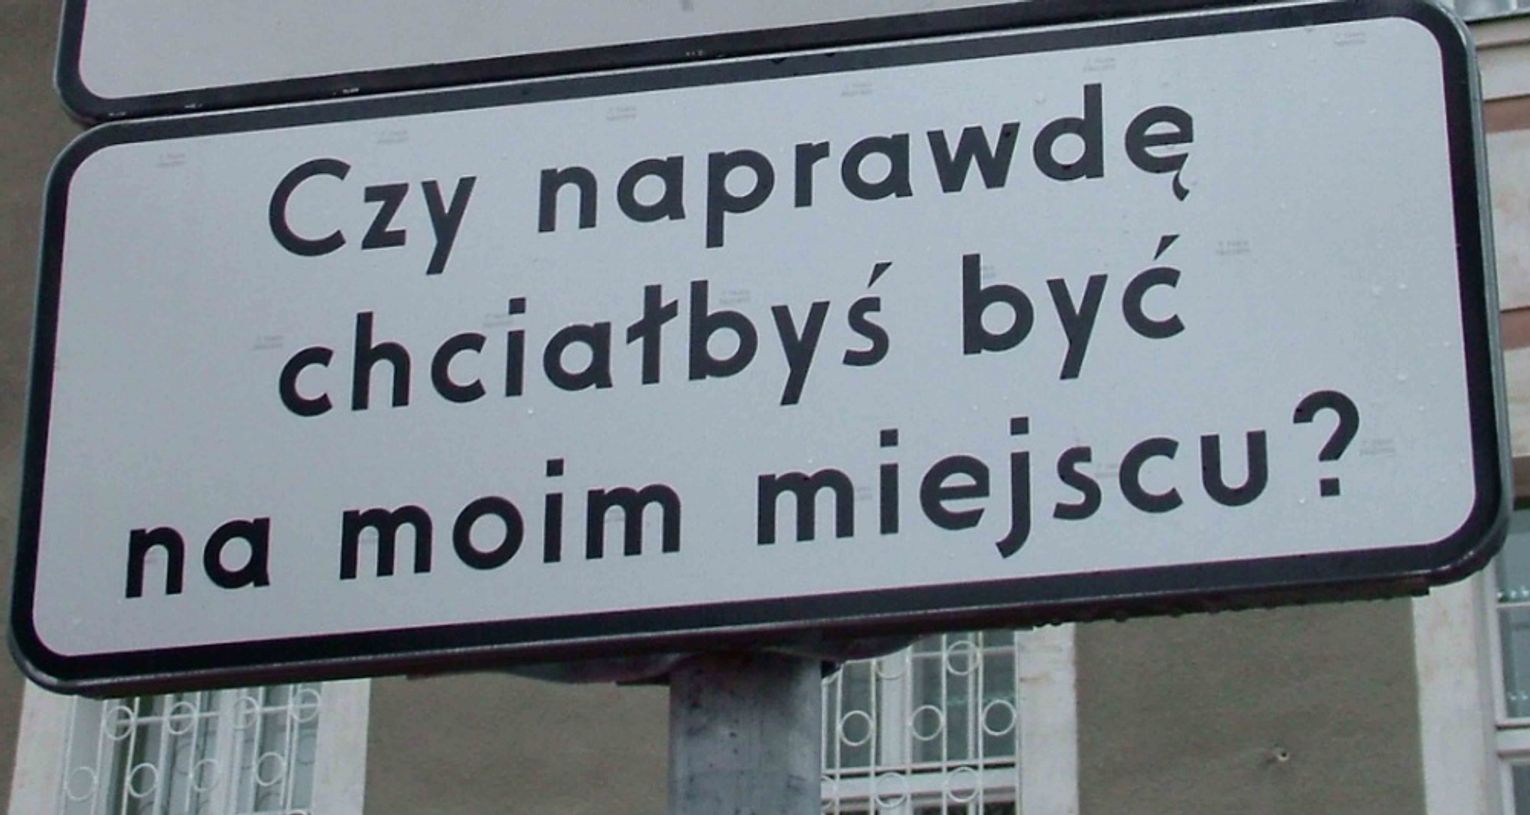 Czy naprawdę
chciałbyś być
na moim miejscu?